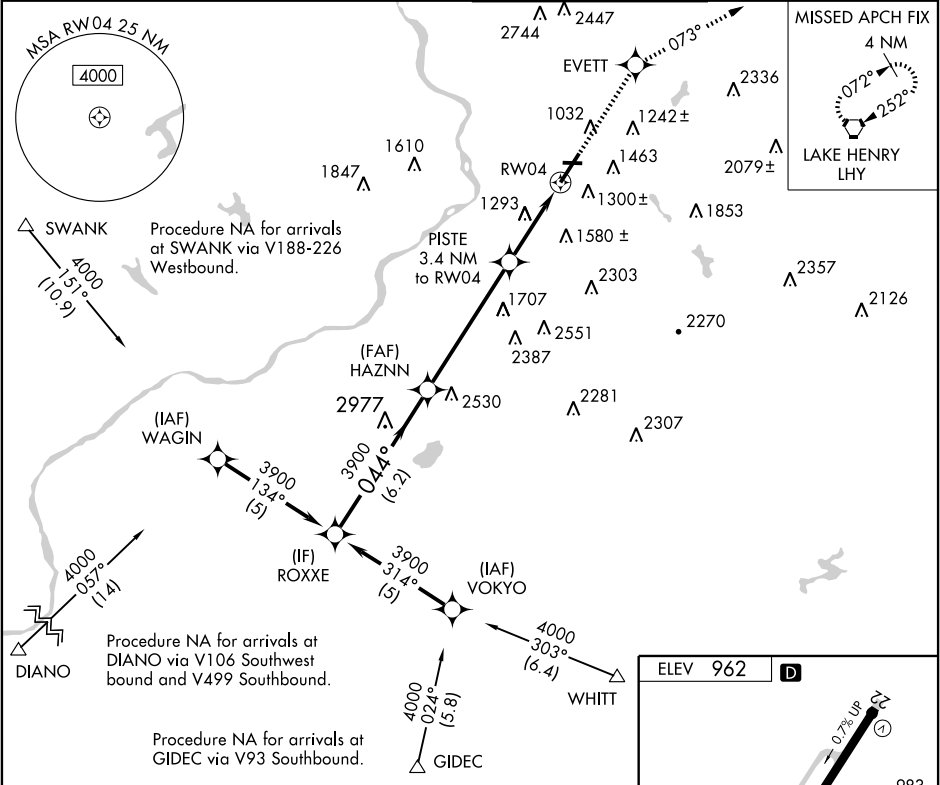 MSA RW04 25 NM
4000
2744
2447
073°
EVETT
MISSED APCH FIX
4 NM
072°
252°
LAKE HENRY
LHY
2336
1032
1242±
2079±
1610
1847
RW04
1463
1300±
1293
1853
SWANK
Procedure NA for arrivals
at SWANK via V188-226
Westbound.
4000
151°
(10.9)
PISTE
3.4 NM
to RW04
1580 ±
2303
2357
2126
1707
2551
2387
2270
(FAF)
HAZNN
2530
2977
2281
2307
(IAF)
WAGIN
3900
134°
(5)
3900
044°
(6.2)
(IF)
ROXXE
3900
314°
(5)
(IAF)
VOKYO
4000
057°
(14)
DIANO
Procedure NA for arrivals at
DIANO via V106 Southwest
bound and V499 Southbound.
4000
303°
(6.4)
WHITT
4000
024°
(5.8)
GIDEC
Procedure NA for arrivals at
GIDEC via V93 Southbound.
ELEV 962
D
22
0.7% UP
V